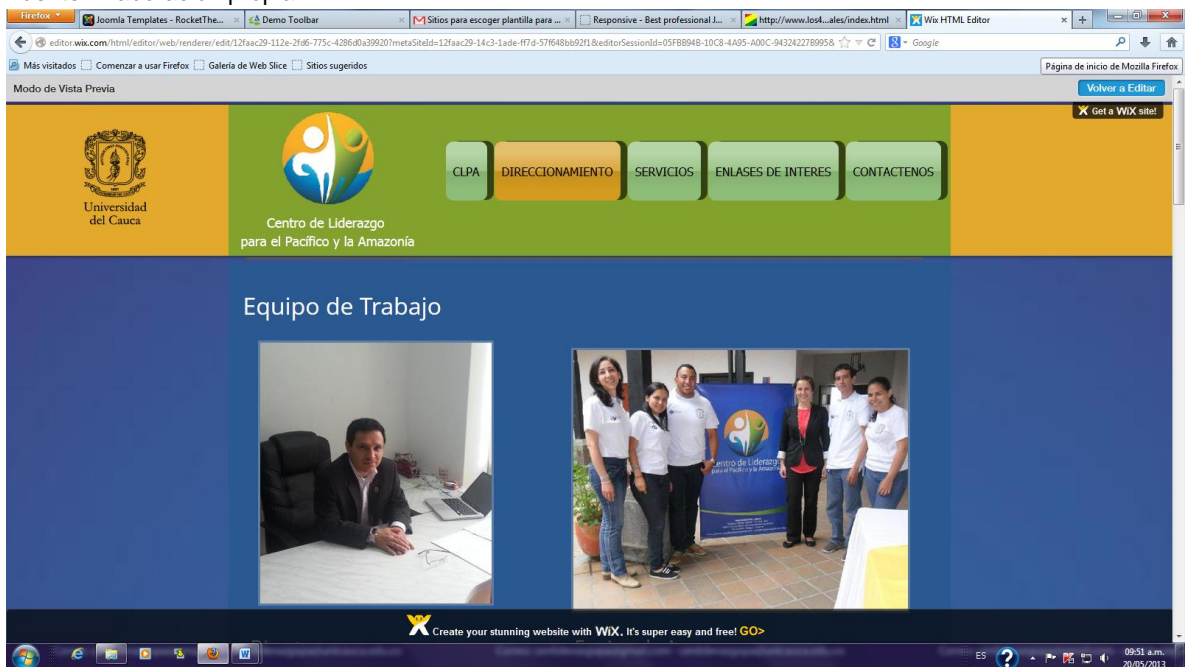 Firefox
Joomla Templates - RocketThe...
Demo Toolbar
Sitios para escoger plantilla para ...
Responsive - Best professional J...
http://www.los4...ales/index.html
Wix HTML Editor
Google
Más visitados
Comenzar a usar Firefox
Galería de Web Slice
Sitios sugeridos
Página de inicio de Mozilla Firefox
Modo de Vista Previa
Volver a Editar
Get a WiX site!
Universidad
del Cauca
Centro de Liderazgo
para el Pacífico y la Amazonía
CLPA
DIRECCIONAMIENTO
SERVICIOS
ENLASES DE INTERES
CONTACTENOS
Equipo de Trabajo
Centro de Liderazgo
para el Pacífico y la Amazonía
Create your stunning website with WiX. It's super easy and free! GO>
ES
09:51 a.m.
20/05/2013